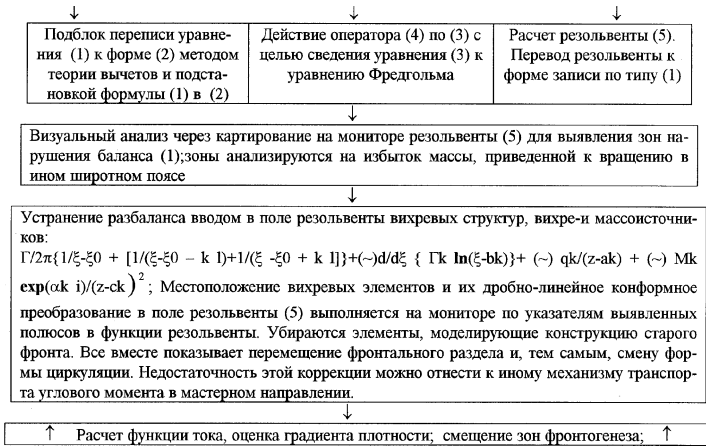 Подблок переписи уравне-
ния (1) к форме (2) методом
теории вычетов и подста-
новкой формулы (1) в (2)
Действие оператора (4) по (3) с
целью сведения уравнения (3) к
уравнению Фредгольма
Расчет резольвенты (5).
Перевод резольвенты к
форме записи по типу (1)
Визуальный анализ через картирование на мониторе резольвенты (5) для выявления зон на-
рушения баланса (1);зоны анализируются на избыток массы, приведенной к вращению в
ином широтном поясе
Устранение разбаланса вводом в поле резольвенты вихревых структур, вихре-и массоисточни-
ков:
Г/2π{1/ξ-ξ0 + [1/(ξ-ξ0 – k l)+1/(ξ -ξ0 + k l]}+(~)d/dξ { Гk ln(ξ-bk)}+ (~) qk/(z-ak) + (~) Mk
exp(αk i)/(z-ck)² ; Местоположение вихревых элементов и их дробно-линейное конформное
преобразование в поле резольвенты (5) выполняется на мониторе по указателям выявленных
полюсов в функции резольвенты. Убираются элементы, моделирующие конструкцию старого
фронта. Все вместе показывает перемещение фронтального раздела и, тем самым, смену фор-
мы циркуляции. Недостаточность этой коррекции можно отнести к иному механизму транспор-
та углового момента в мастерном направлении.
↑ Расчет функции тока, оценка градиента плотности; смещение зон фронтогенеза; ↑